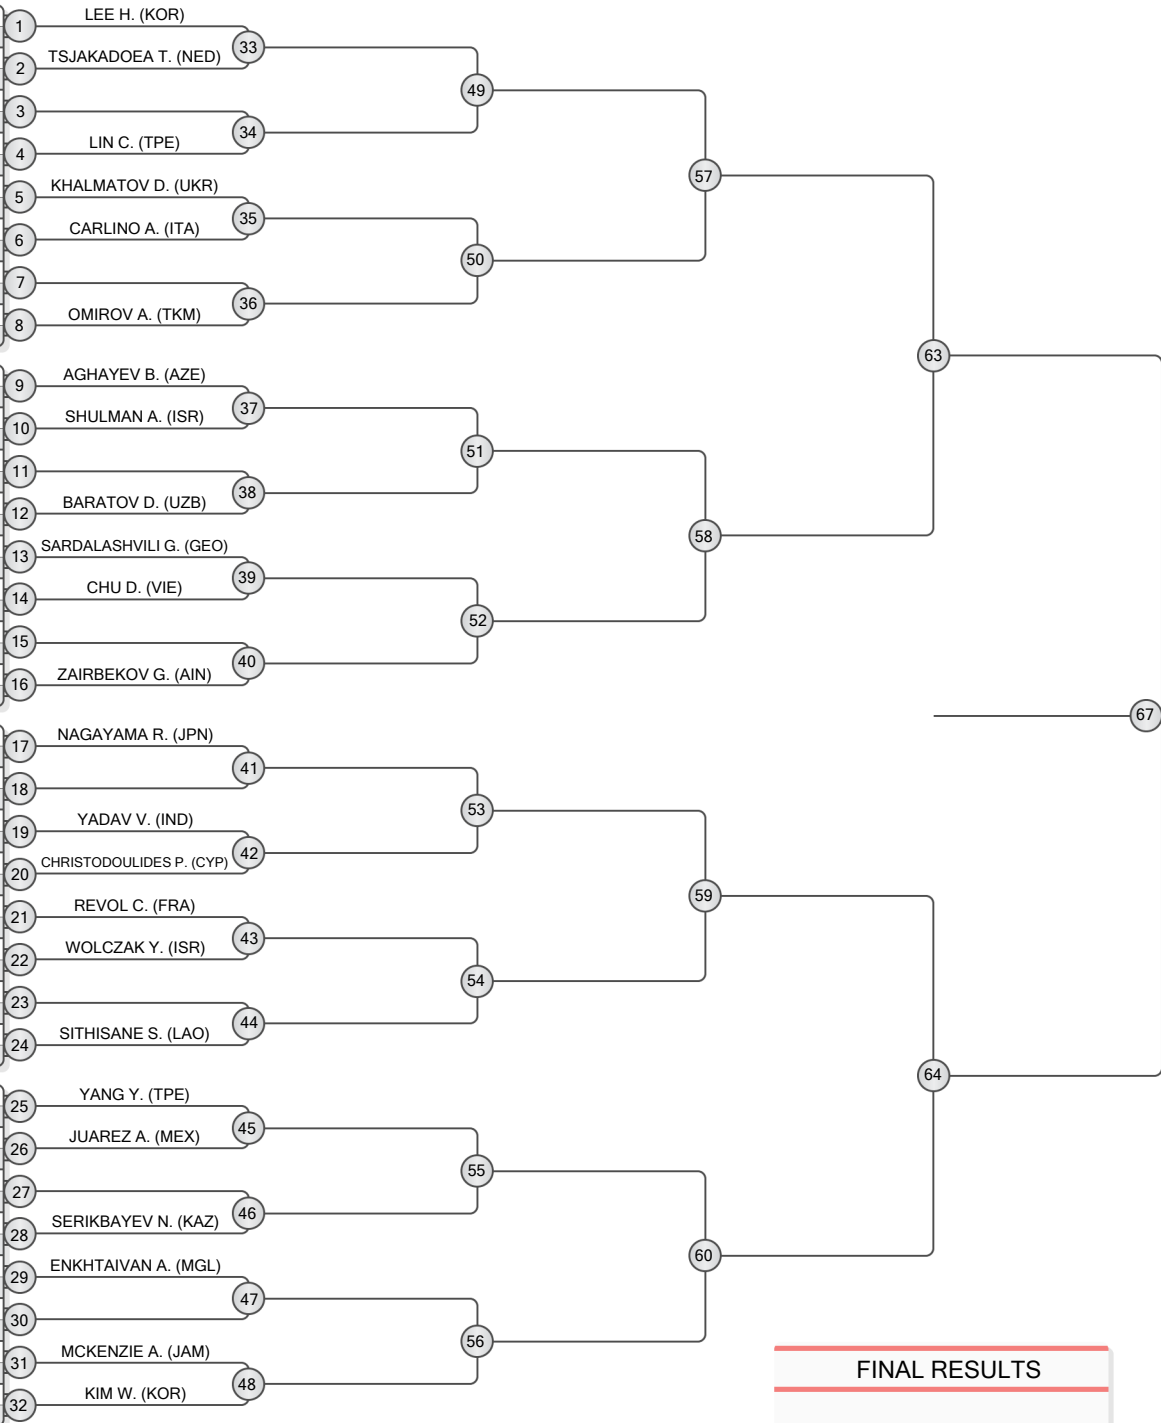 1 LEE H. (KOR)
33
2 TSJAKADOEA T. (NED)
49
3
34
4 LIN C. (TPE)
57
5 KHALMATOV D. (UKR)
35
6 CARLINO A. (ITA)
50
7
36
8 OMIROV A. (TKM)
63
9 AGHAYEV B. (AZE)
37
10 SHULMAN A. (ISR)
51
11
38
12 BARATOV D. (UZB)
58
13 SARDALASHVILI G. (GEO)
39
14 CHU D. (VIE)
52
15
40
16 ZAIRBEKOV G. (AIN)
67
17 NAGAYAMA R. (JPN)
41
18
53
19 YADAV V. (IND)
42
20 CHRISTODOULIDES P. (CYP)
59
21 REVOL C. (FRA)
43
22 WOLCZAK Y. (ISR)
54
23
44
24 SITHISANE S. (LAO)
64
25 YANG Y. (TPE)
45
26 JUAREZ A. (MEX)
55
27
46
28 SERIKBAYEV N. (KAZ)
60
29 ENKHTAIVAN A. (MGL)
47
30
56
31 MCKENZIE A. (JAM)
48
32 KIM W. (KOR)
FINAL RESULTS